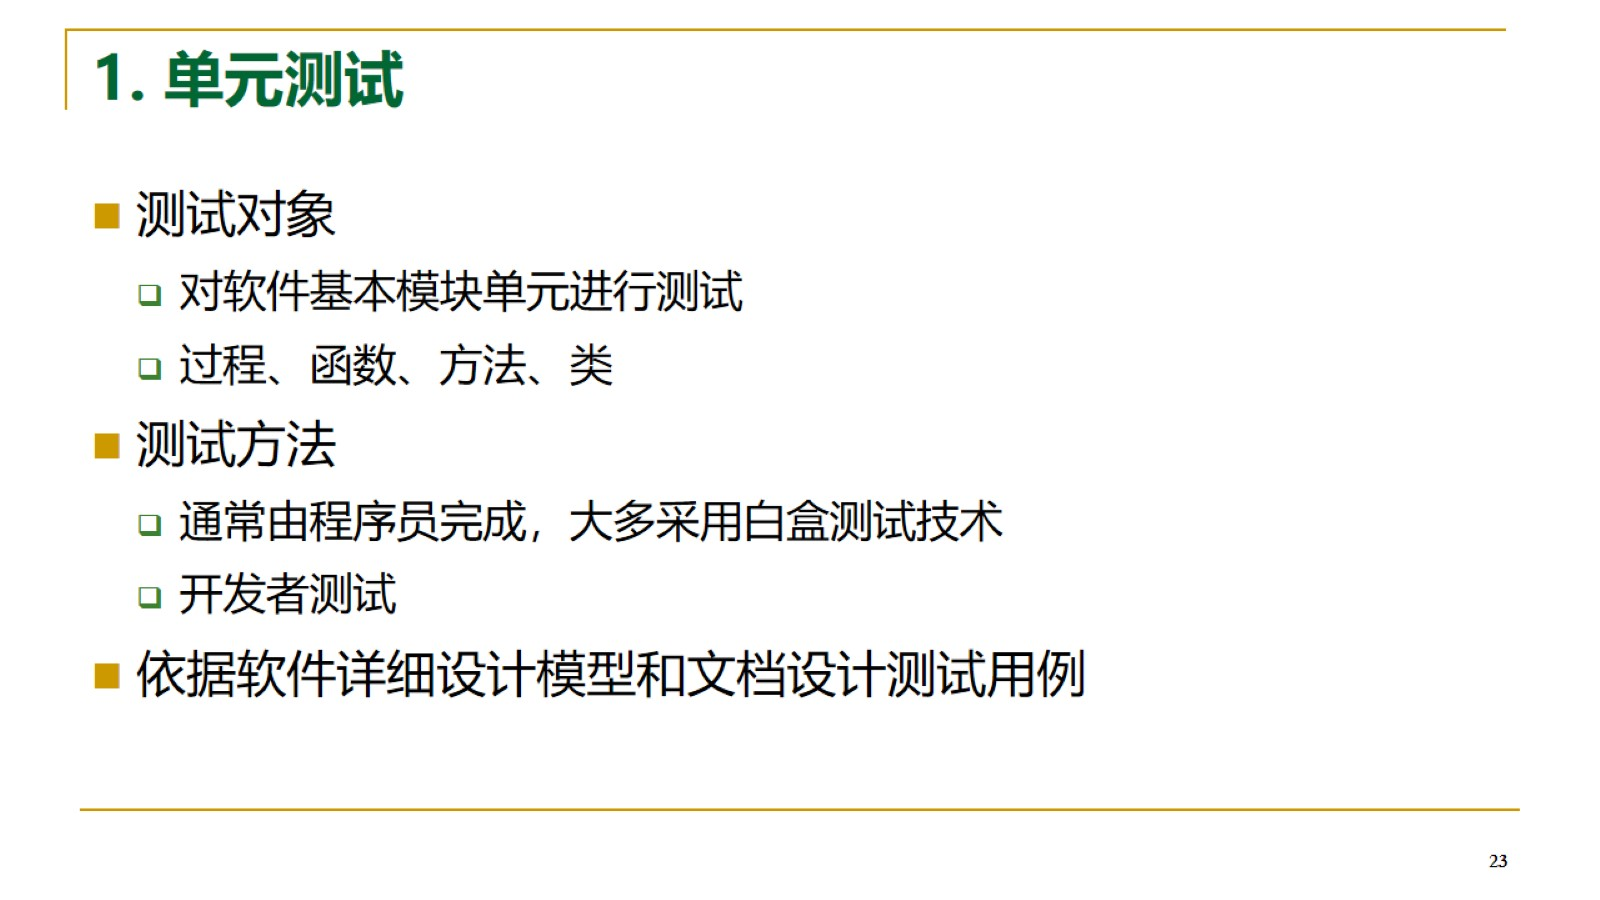 1. 单元测试
测试对象
对软件基本模块单元进行测试
过程、函数、方法、类
测试方法
通常由程序员完成，大多采用白盒测试技术
开发者测试
依据软件详细设计模型和文档设计测试用例
23